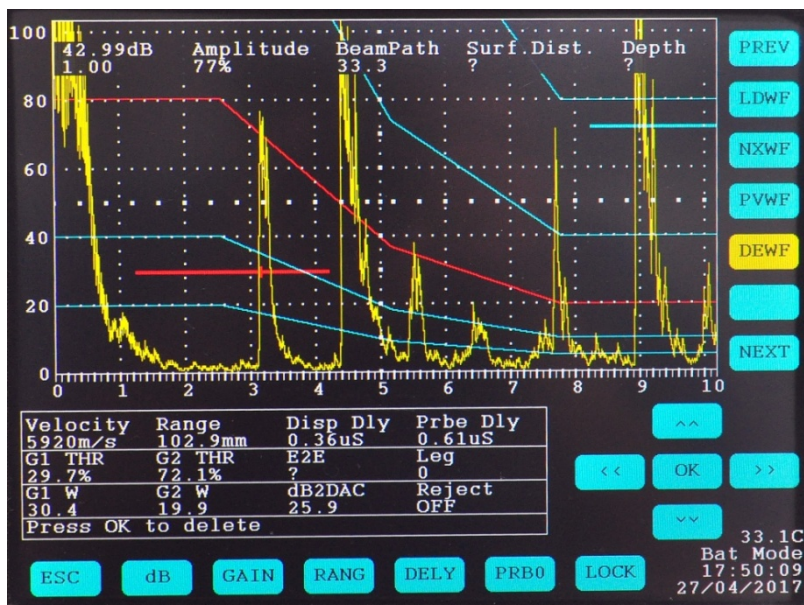 100
42.99dB Amplitude BeamPath Surf.Dist. Depth
1.00 77% 33.3 ? ?
80
60
40
20
0
0 1 2 3 4 5 6 7 8 9 10
PREV
LDWF
NXWF
PVWF
DEWF
NEXT
Velocity Range Disp Dly Prbe Dly
5920m/s 102.9mm 0.36uS 0.61uS
G1 THR G2 THR E2E Leg
29.7% 72.1% ? 0
G1 W G2 W dB2DAC Reject
30.4 19.9 25.9 OFF
Press OK to delete
^^
<< OK >>
vv
33.1C
Bat Mode
17:50:09
27/04/2017
ESC dB GAIN RANG DELY PRB0 LOCK